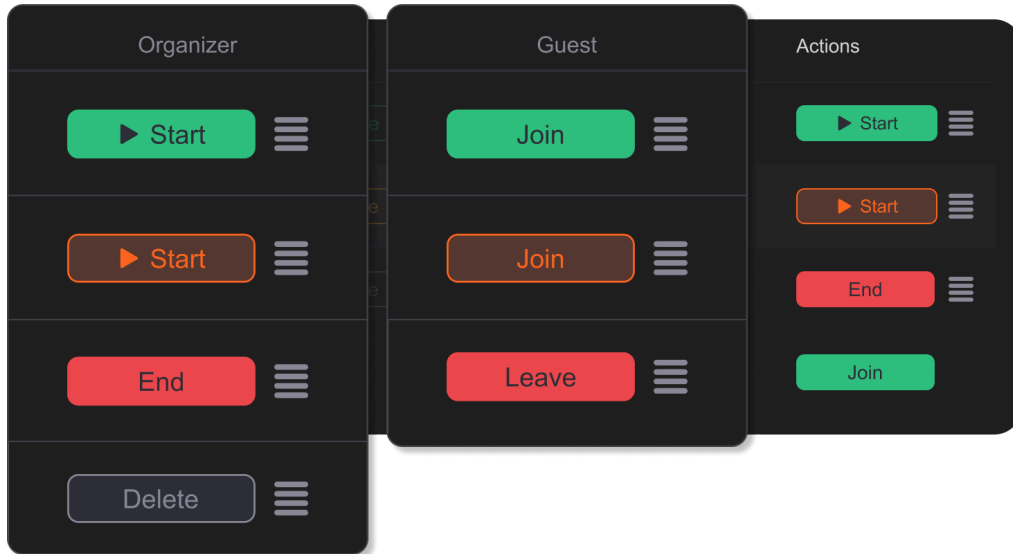 Organizer
Start
Start
End
Delete
Guest
Join
Join
Leave
Actions
Start
Start
End
Join